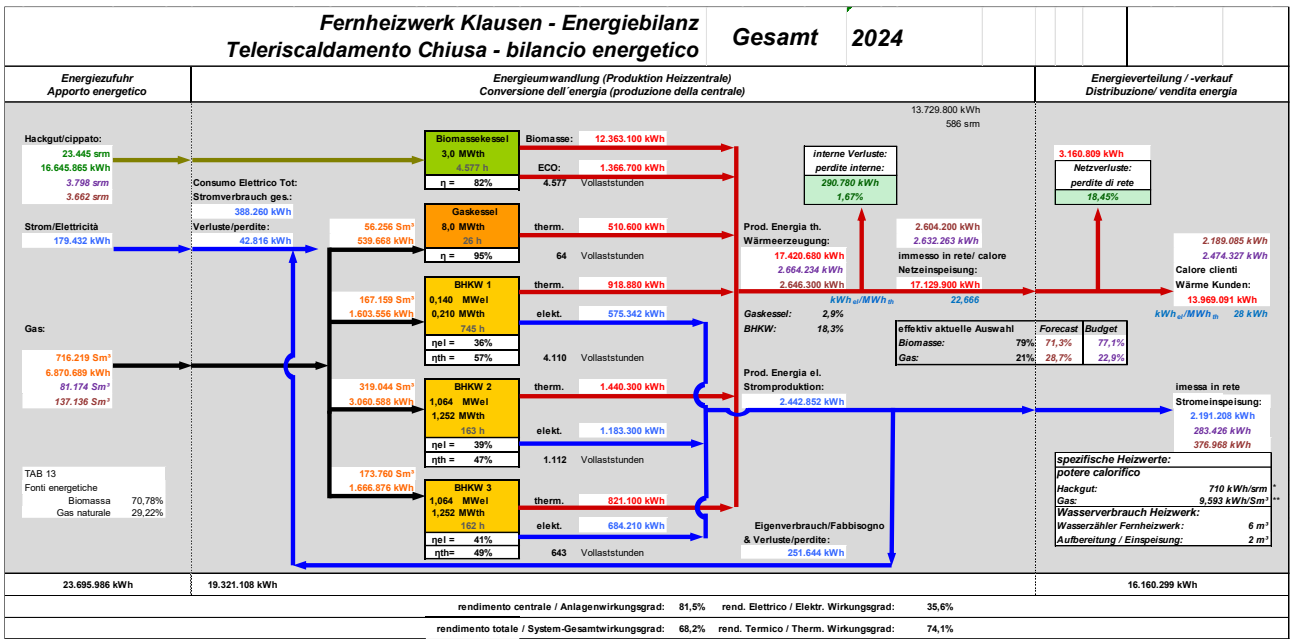 Fernheizwerk Klausen - Energiebilanz
Teleriscaldamento Chiusa - bilancio energetico
Gesamt 2024
Energiezufuhr
Apporto energetico
Energieumwandlung (Produktion Heizzentrale)
Conversione dell´energia (produzione della centrale)
Energieverteilung / -verkauf
Distribuzione/ vendita energia
13.729.800 kWh
586 srm
Hackgut/cippato:
23.445 srm
16.645.865 kWh
3.798 srm
3.662 srm
Strom/Elettricità
179.432 kWh
Gas:
716.219 Sm³
6.870.689 kWh
81.174 Sm³
137.136 Sm³
TAB 13
Fonti energetiche
Biomassa 70,78%
Gas naturale 29,22%
Consumo Elettrico Tot:
Stromverbrauch ges.:
388.260 kWh
Verluste/perdite:
42.816 kWh
56.256 Sm³
539.668 kWh
167.159 Sm³
1.603.556 kWh
319.044 Sm³
3.060.588 kWh
173.760 Sm³
1.666.876 kWh
Biomassekessel
3,0 MWth
4.577 h
η = 82%
Biomasse: 12.363.100 kWh
ECO: 1.366.700 kWh
4.577 Vollaststunden
Gaskessel
8,0 MWth
26 h
η = 95%
therm. 510.600 kWh
64 Vollaststunden
BHKW 1
0,140 MWel
0,210 MWth
745 h
ηel = 36%
ηth = 57%
therm. 918.880 kWh
elekt. 575.342 kWh
4.110 Vollaststunden
BHKW 2
1,064 MWel
1,252 MWth
163 h
ηel = 39%
ηth = 47%
therm. 1.440.300 kWh
elekt. 1.183.300 kWh
1.112 Vollaststunden
BHKW 3
1,064 MWel
1,252 MWth
162 h
ηel = 41%
ηth= 49%
therm. 821.100 kWh
elekt. 684.210 kWh
643 Vollaststunden
interne Verluste:
perdite interne:
290.780 kWh
1,67%
Prod. Energia th.
Wärmeerzeugung:
17.420.680 kWh
2.664.234 kWh
2.646.300 kWh
2.604.200 kWh
2.632.263 kWh
immesso in rete/ calore
Netzeinspeisung:
17.129.900 kWh
kWh el/MWh th 22,666
Gaskessel: 2,9%
BHKW: 18,3%
effektiv aktuelle Auswahl Forecast Budget
Biomasse: 79% 71,3% 77,1%
Gas: 21% 28,7% 22,9%
Prod. Energia el.
Stromproduktion:
2.442.852 kWh
Eigenverbrauch/Fabbisogno
& Verluste/perdite:
251.644 kWh
3.160.809 kWh
Netzverluste:
perdite di rete
18,45%
2.189.085 kWh
2.474.327 kWh
Calore clienti
Wärme Kunden:
13.969.091 kWh
kWh el/MWh th 28 kWh
imessa in rete
Stromeinspeisung:
2.191.208 kWh
283.426 kWh
376.968 kWh
spezifische Heizwerte:
potere calorifico
Hackgut: 710 kWh/srm *
Gas: 9,593 kWh/Sm³ **
Wasserverbrauch Heizwerk:
Wasserzähler Fernheizwerk: 6 m³
Aufbereitung / Einspeisung: 2 m³
23.695.986 kWh 19.321.108 kWh 16.160.299 kWh
rendimento centrale / Anlagenwirkungsgrad: 81,5% rend. Elettrico / Elektr. Wirkungsgrad: 35,6%
rendimento totale / System-Gesamtwirkungsgrad: 68,2% rend. Termico / Therm. Wirkungsgrad: 74,1%